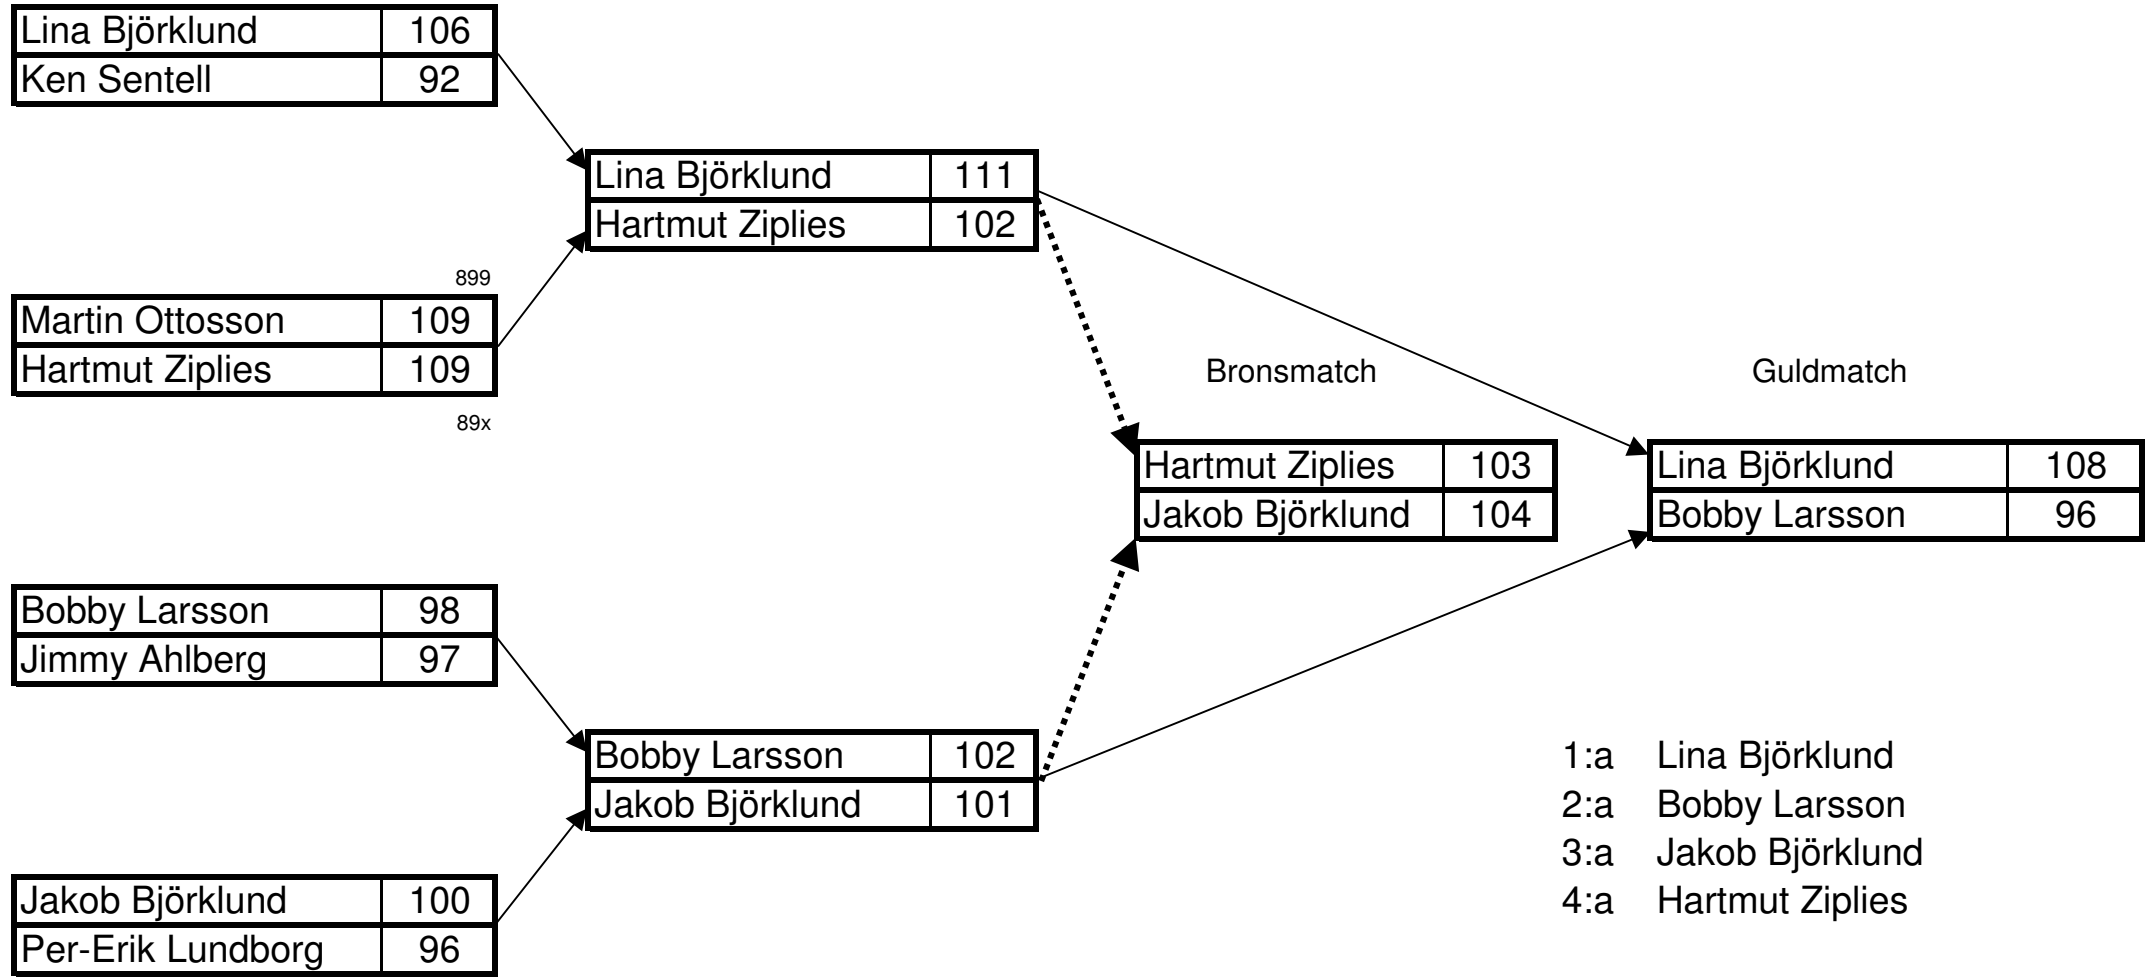 Lina Björklund 106
Ken Sentell 92
Lina Björklund 111
Hartmut Ziplies 102
899
Martin Ottosson 109
Hartmut Ziplies 109
89x
Bronsmatch
Guldmatch
Hartmut Ziplies 103
Jakob Björklund 104
Lina Björklund 108
Bobby Larsson 96
Bobby Larsson 98
Jimmy Ahlberg 97
Bobby Larsson 102
Jakob Björklund 101
Jakob Björklund 100
Per-Erik Lundborg 96
1:a Lina Björklund
2:a Bobby Larsson
3:a Jakob Björklund
4:a Hartmut Ziplies